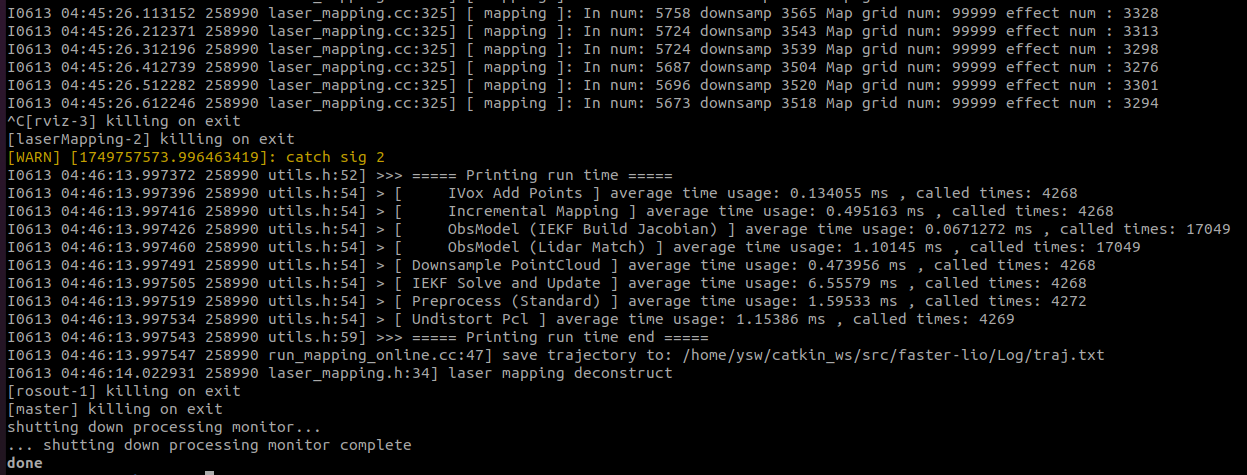 I0613 04:45:26.113152 258990 laser_mapping.cc:325] [ mapping ]: In num: 5758 downsamp 3565 Map grid num: 99999 effect num : 3328
I0613 04:45:26.212371 258990 laser_mapping.cc:325] [ mapping ]: In num: 5724 downsamp 3543 Map grid num: 99999 effect num : 3313
I0613 04:45:26.312196 258990 laser_mapping.cc:325] [ mapping ]: In num: 5724 downsamp 3539 Map grid num: 99999 effect num : 3298
I0613 04:45:26.412739 258990 laser_mapping.cc:325] [ mapping ]: In num: 5687 downsamp 3504 Map grid num: 99999 effect num : 3276
I0613 04:45:26.512282 258990 laser_mapping.cc:325] [ mapping ]: In num: 5696 downsamp 3520 Map grid num: 99999 effect num : 3301
I0613 04:45:26.612246 258990 laser_mapping.cc:325] [ mapping ]: In num: 5673 downsamp 3518 Map grid num: 99999 effect num : 3294
^C[rviz-3] killing on exit
[laserMapping-2] killing on exit
[WARN] [1749757573.996463419]: catch sig 2
I0613 04:46:13.997372 258990 utils.h:52] >>> ===== Printing run time =====
I0613 04:46:13.997396 258990 utils.h:54] > [     IVox Add Points ] average time usage: 0.134055 ms , called times: 4268
I0613 04:46:13.997416 258990 utils.h:54] > [     Incremental Mapping ] average time usage: 0.495163 ms , called times: 4268
I0613 04:46:13.997426 258990 utils.h:54] > [     ObsModel (IEKF Build Jacobian) ] average time usage: 0.0671272 ms , called times: 17049
I0613 04:46:13.997460 258990 utils.h:54] > [     ObsModel (Lidar Match) ] average time usage: 1.10145 ms , called times: 17049
I0613 04:46:13.997491 258990 utils.h:54] > [ Downsample PointCloud ] average time usage: 0.473956 ms , called times: 4268
I0613 04:46:13.997505 258990 utils.h:54] > [ IEKF Solve and Update ] average time usage: 6.55579 ms , called times: 4268
I0613 04:46:13.997519 258990 utils.h:54] > [ Preprocess (Standard) ] average time usage: 1.59533 ms , called times: 4272
I0613 04:46:13.997534 258990 utils.h:54] > [ Undistort Pcl ] average time usage: 1.15386 ms , called times: 4269
I0613 04:46:13.997543 258990 utils.h:59] >>> ===== Printing run time end =====
I0613 04:46:13.997547 258990 run_mapping_online.cc:47] save trajectory to: /home/ysw/catkin_ws/src/faster-lio/Log/traj.txt
I0613 04:46:14.022931 258990 laser_mapping.h:34] laser mapping deconstruct
[rosout-1] killing on exit
[master] killing on exit
shutting down processing monitor...
... shutting down processing monitor complete
done